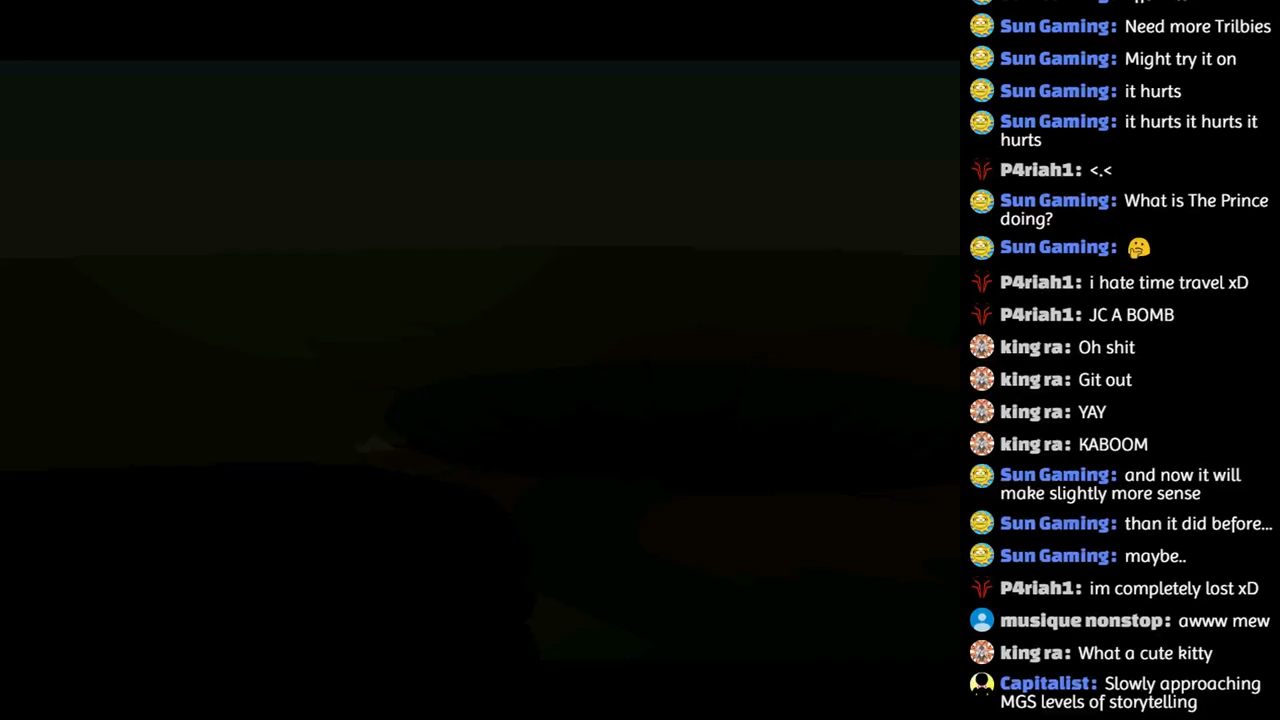 Sun Gaming: Need more Trilbies
Sun Gaming: Might try it on
Sun Gaming: it hurts
Sun Gaming: it hurts it hurts it
hurts
P4riah1: <.<
Sun Gaming: What is The Prince
doing?
Sun Gaming: 🤔
P4riah1: i hate time travel xD
P4riah1: JC A BOMB
king ra: Oh shit
king ra: Git out
king ra: YAY
king ra: KABOOM
Sun Gaming: and now it will
make slightly more sense
Sun Gaming: than it did before...
Sun Gaming: maybe..
P4riah1: im completely lost xD
musique nonstop: awww mew
king ra: What a cute kitty
Capitalist: Slowly approaching
MGS levels of storytelling